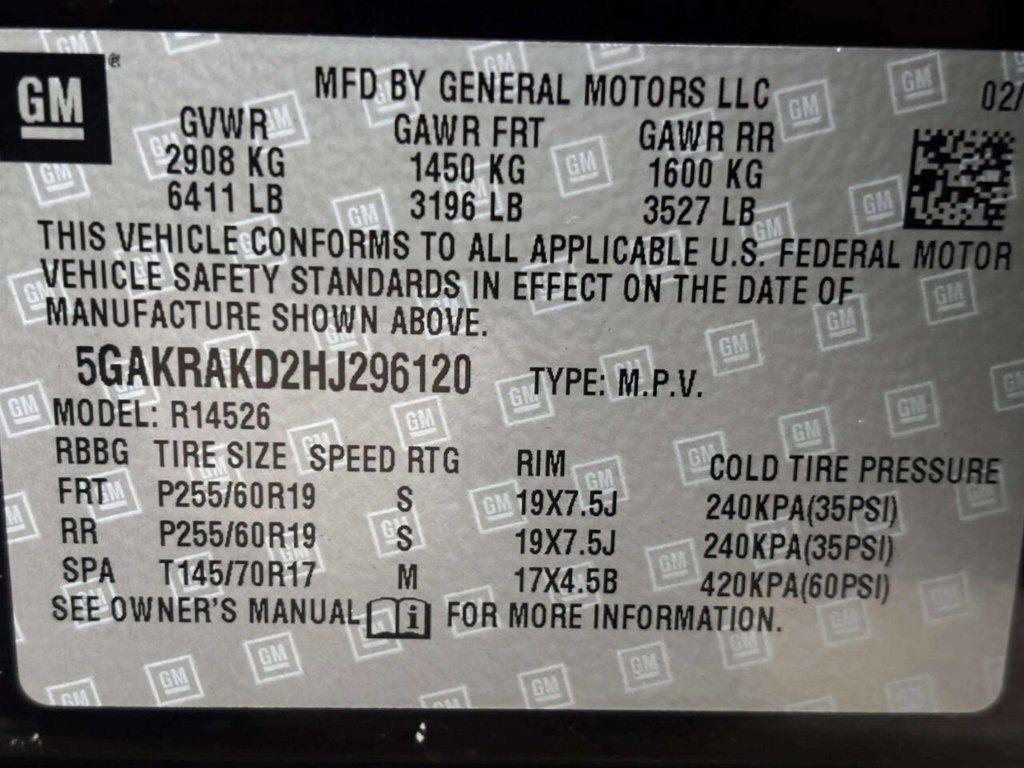 GM
MFD BY GENERAL MOTORS LLC 02/
GVWR GAWR FRT GAWR RR
2908 KG 1450 KG 1600 KG
6411 LB 3196 LB 3527 LB
THIS VEHICLE CONFORMS TO ALL APPLICABLE U.S. FEDERAL MOTOR
VEHICLE SAFETY STANDARDS IN EFFECT ON THE DATE OF
MANUFACTURE SHOWN ABOVE.
5GAKRAKD2HJ296120 TYPE: M.P.V.
MODEL: R14526
RBBG TIRE SIZE SPEED RTG RIM COLD TIRE PRESSURE
FRT P255/60R19 S 19X7.5J 240KPA(35PSI)
RR P255/60R19 S 19X7.5J 240KPA(35PSI)
SPA T145/70R17 M 17X4.5B 420KPA(60PSI)
SEE OWNER'S MANUAL i FOR MORE INFORMATION.